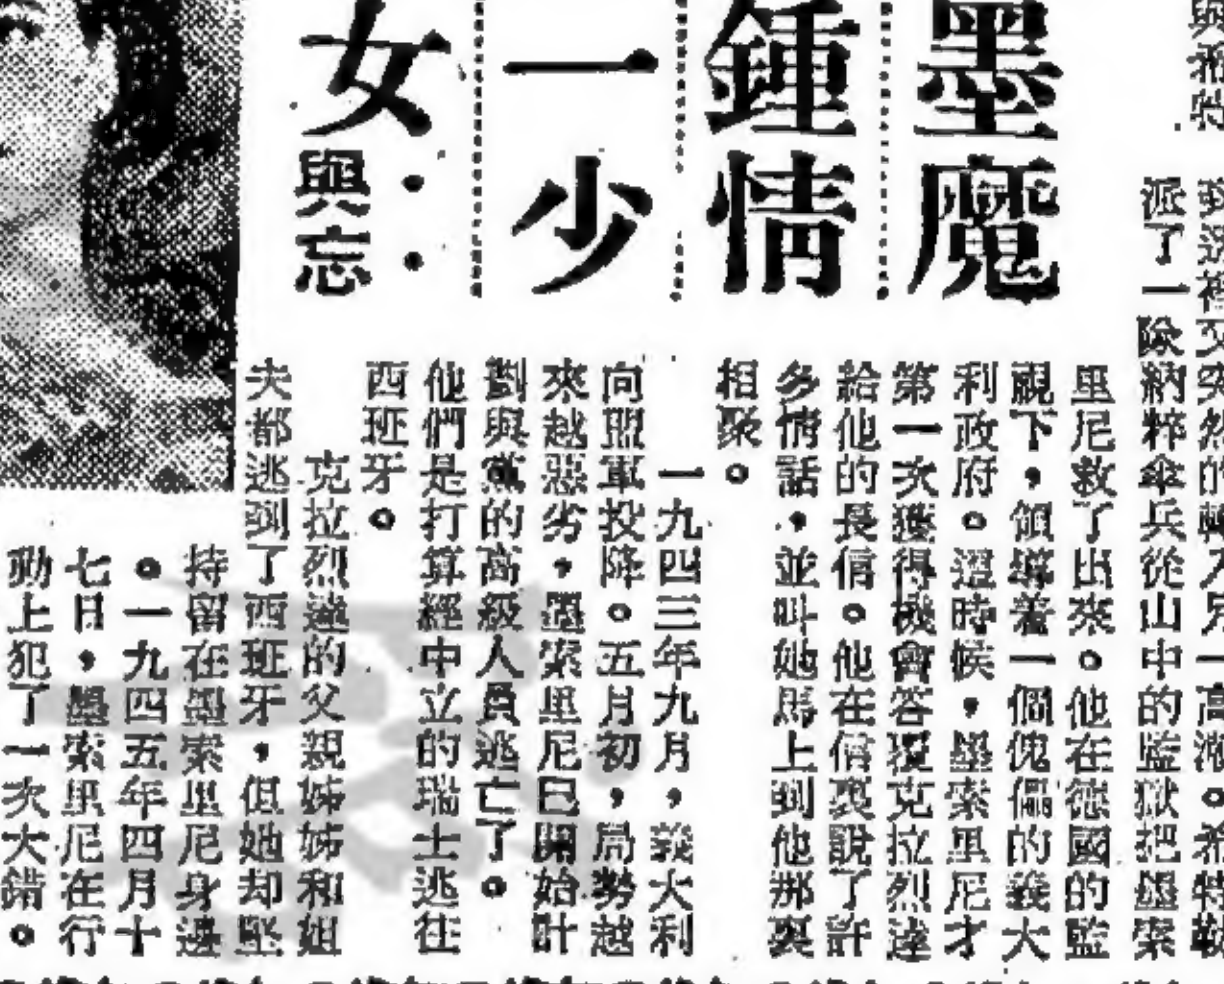 墨魔
鍾情
一少
女：：
與忘
派了一隊納粹傘兵從山中的監獄把墨索
里尼救了出來。他在德國的監
視下，領導着一個傀儡的義大
利政府。這時候，墨索里尼才
第一次獲得機會答覆克拉烈達
給他的長信。他在信裏說了許
多情話，並叫她馬上到他那裏
相聚。
一九四三年九月，義大利
向盟軍投降。五月初，局勢越
來越惡劣，墨索里尼已開始計
劃與黨的高級人員逃亡了。
他們是打算經中立的瑞士逃往
西班牙。
克拉烈達的父親姊姊和姐
夫都逃到了西班牙，但她却堅
持留在墨索里尼身邊
。一九四五年四月十
七日，墨索里尼在行
動上犯了一次大錯。